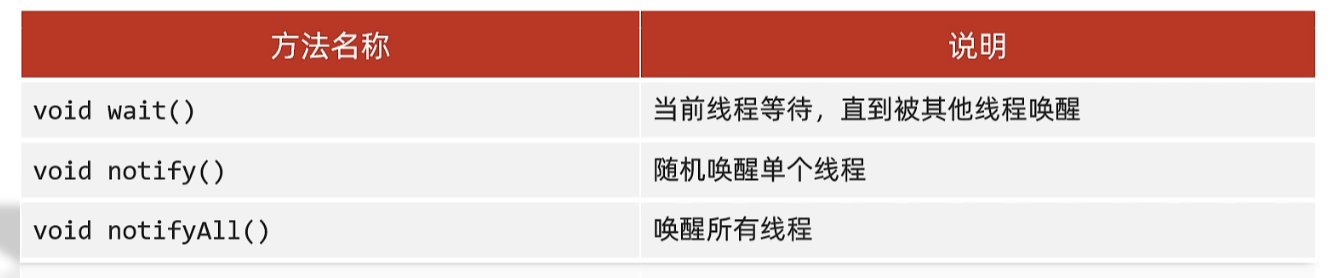 方法名称 说明
void wait() 当前线程等待，直到被其他线程唤醒
void notify() 随机唤醒单个线程
void notifyAll() 唤醒所有线程